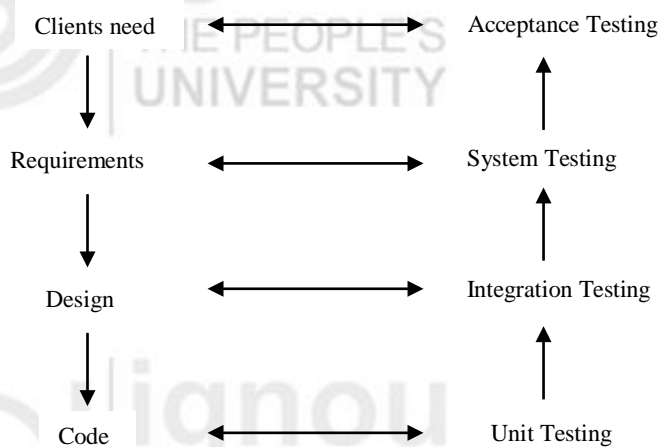 Clients need
Acceptance Testing
THE PEOPLE'S
UNIVERSITY
Requirements
System Testing
Design
Integration Testing
ignou
Code
Unit Testing